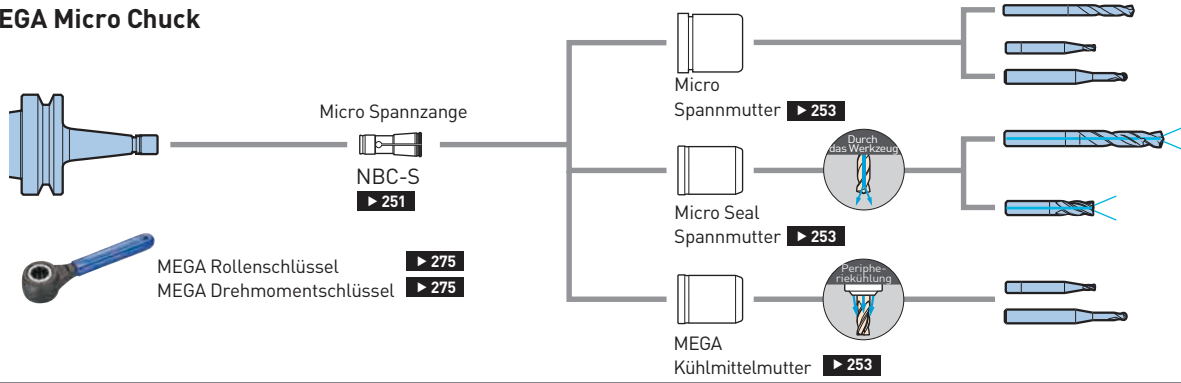 EGA Micro Chuck
Micro Spannzange
NBC-S
▶ 251
MEGA Rollenschlüssel ▶ 275
MEGA Drehmomentschlüssel ▶ 275
Micro
Spannmutter ▶ 253
Durch
das Werkzeug
Micro Seal
Spannmutter ▶ 253
Periphe-
riekühlung
MEGA
Kühlmittelmutter ▶ 253